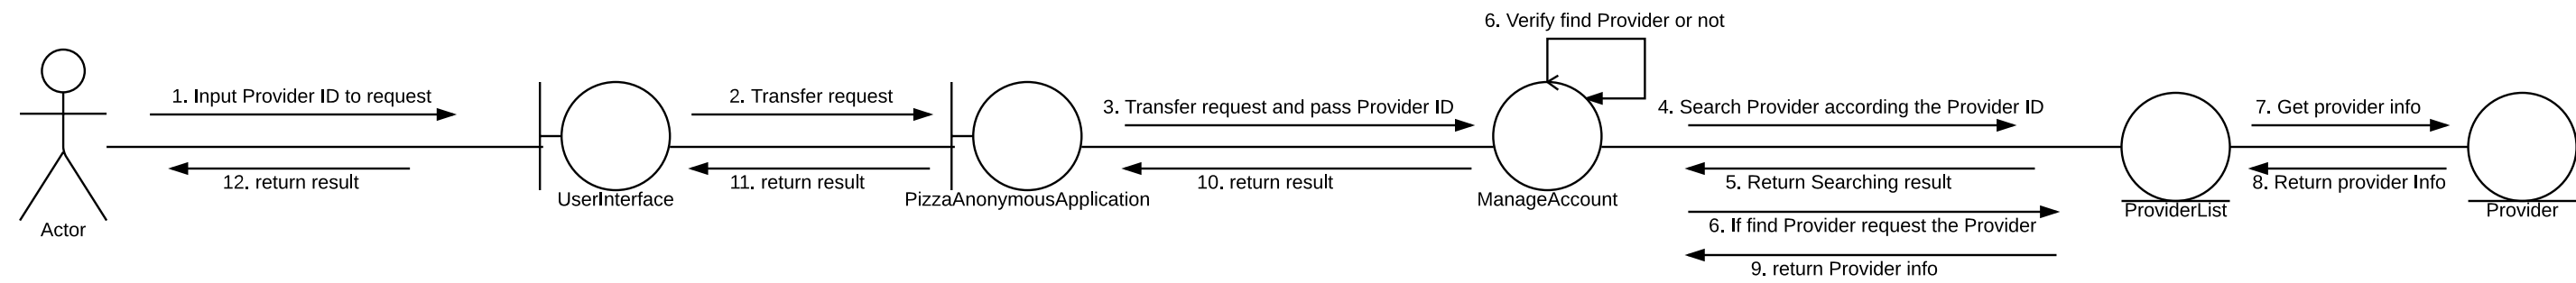 6. Verify find Provider or not
1. Input Provider ID to request
2. Transfer request
3. Transfer request and pass Provider ID
4. Search Provider according the Provider ID
7. Get provider info
12. return result
11. return result
10. return result
5. Return Searching result
8. Return provider Info
UserInterface
PizzaAnonymousApplication
ManageAccount
ProviderList
Provider
6. If find Provider request the Provider
Actor
9. return Provider info